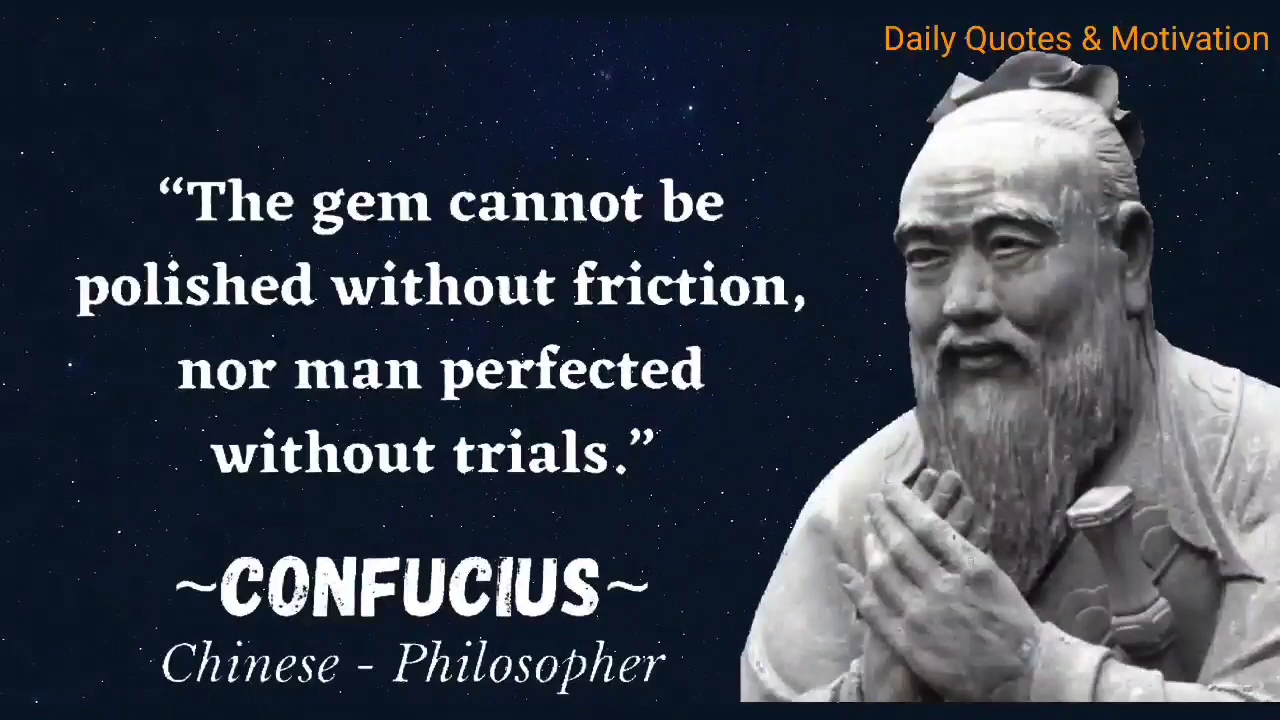 Daily Quotes & Motivation
“The gem cannot be
polished without friction,
nor man perfected
without trials.”
~CONFUCIUS~
Chinese - Philosopher